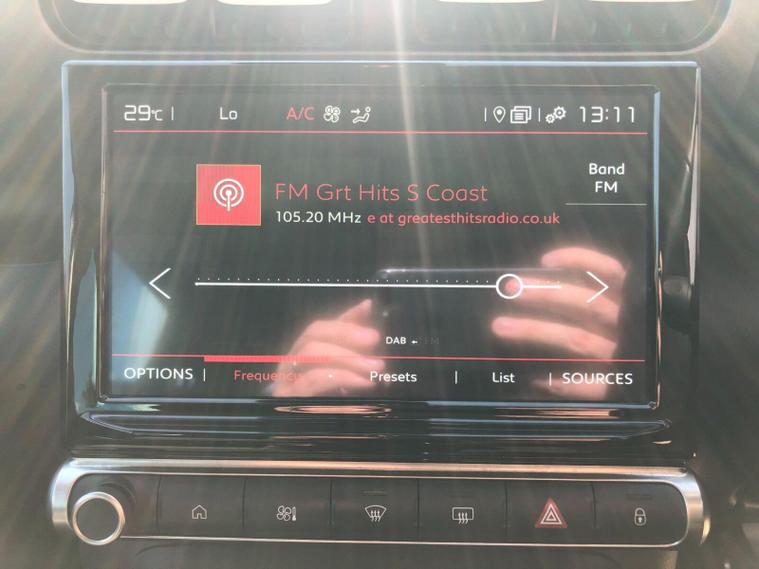 29°C | Lo A/C 13:11
Band
FM
FM Grt Hits S Coast
105.20 MHz e at greatesthitsradio.co.uk
DAB FM
OPTIONS | Frequency Presets | List | SOURCES